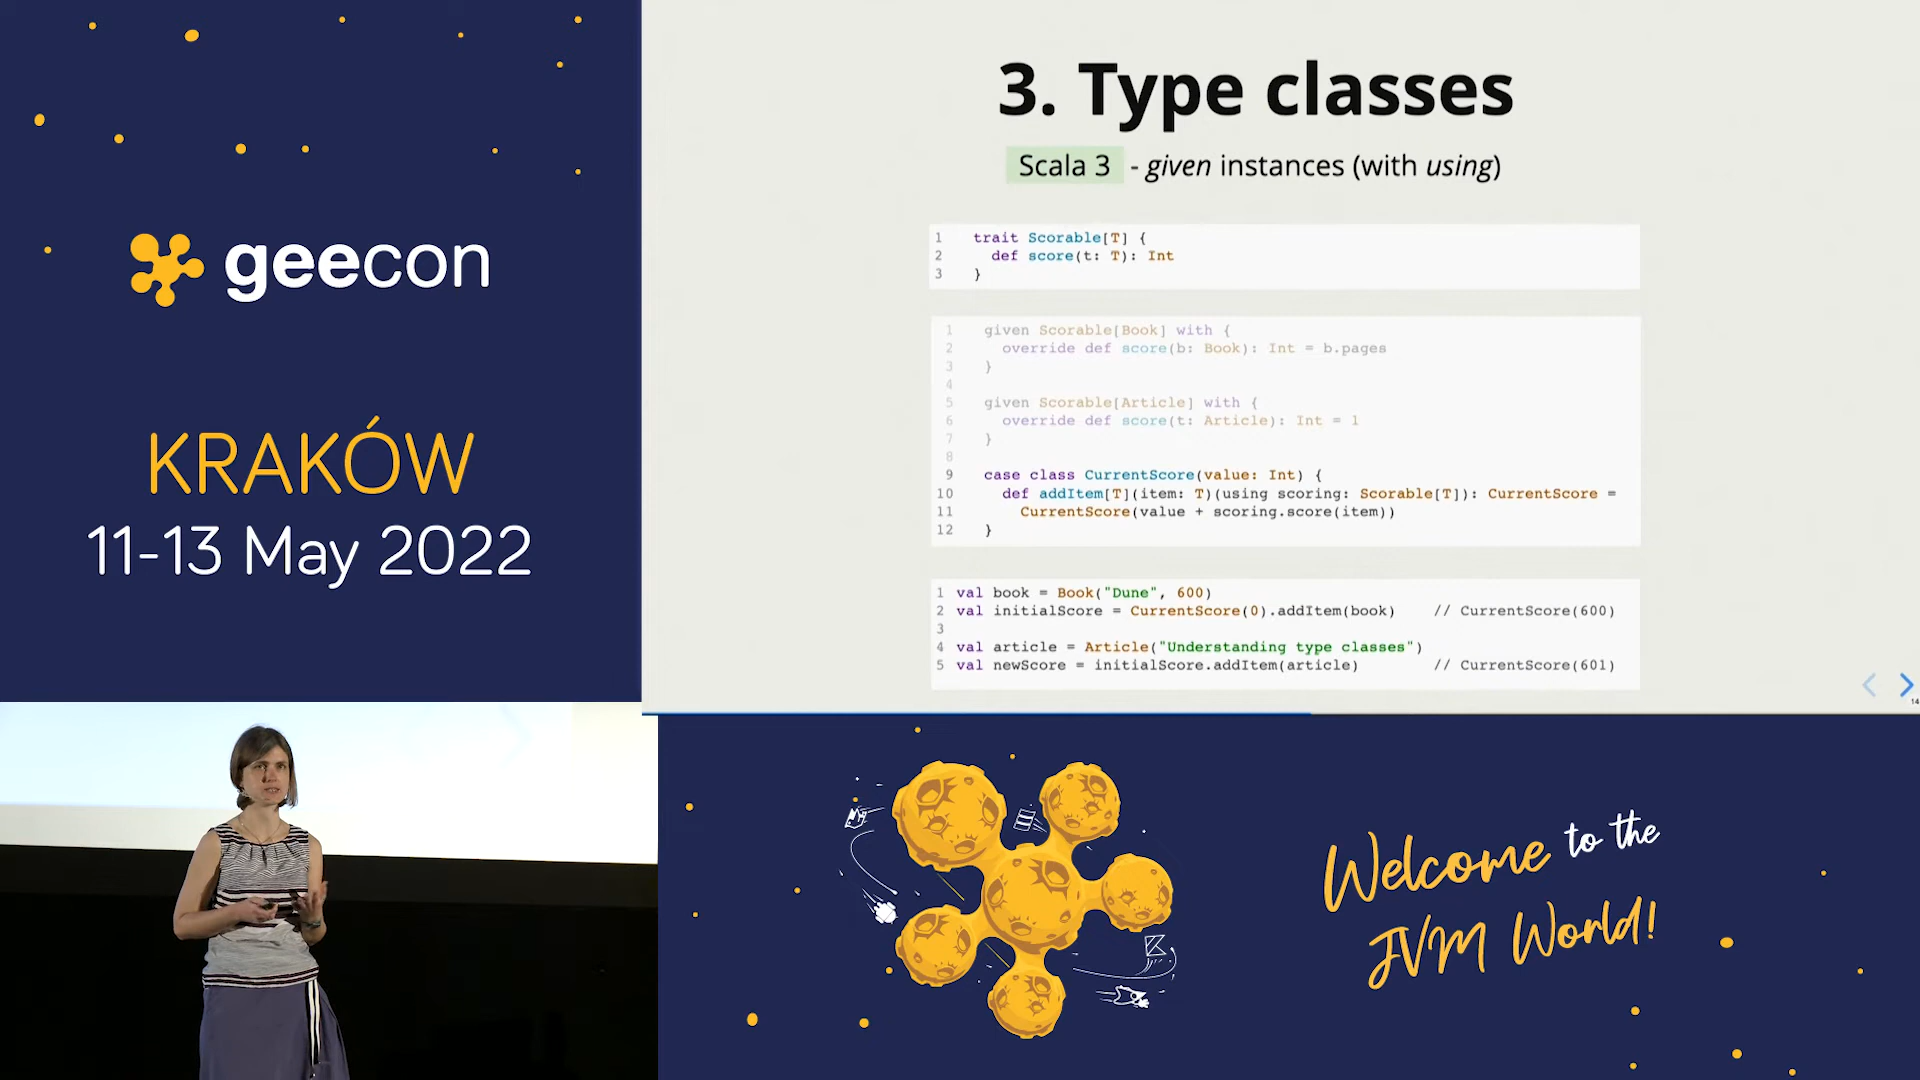 geecon
KRAKÓW
11-13 May 2022
3. Type classes
Scala 3 - given instances (with using)
1 trait Scorable[T] {
2 def score(t: T): Int
3 }
1 given Scorable[Book] with {
2 override def score(b: Book): Int = b.pages
3 }
4
5 given Scorable[Article] with {
6 override def score(t: Article): Int = 1
7 }
8
9 case class CurrentScore(value: Int) {
10 def addItem[T](item: T)(using scoring: Scorable[T]): CurrentScore =
11 CurrentScore(value + scoring.score(item))
12 }
1 val book = Book("Dune", 600)
2 val initialScore = CurrentScore(0).addItem(book) // CurrentScore(600)
3
4 val article = Article("Understanding type classes")
5 val newScore = initialScore.addItem(article) // CurrentScore(601)
14
Welcome to the
JVM World!